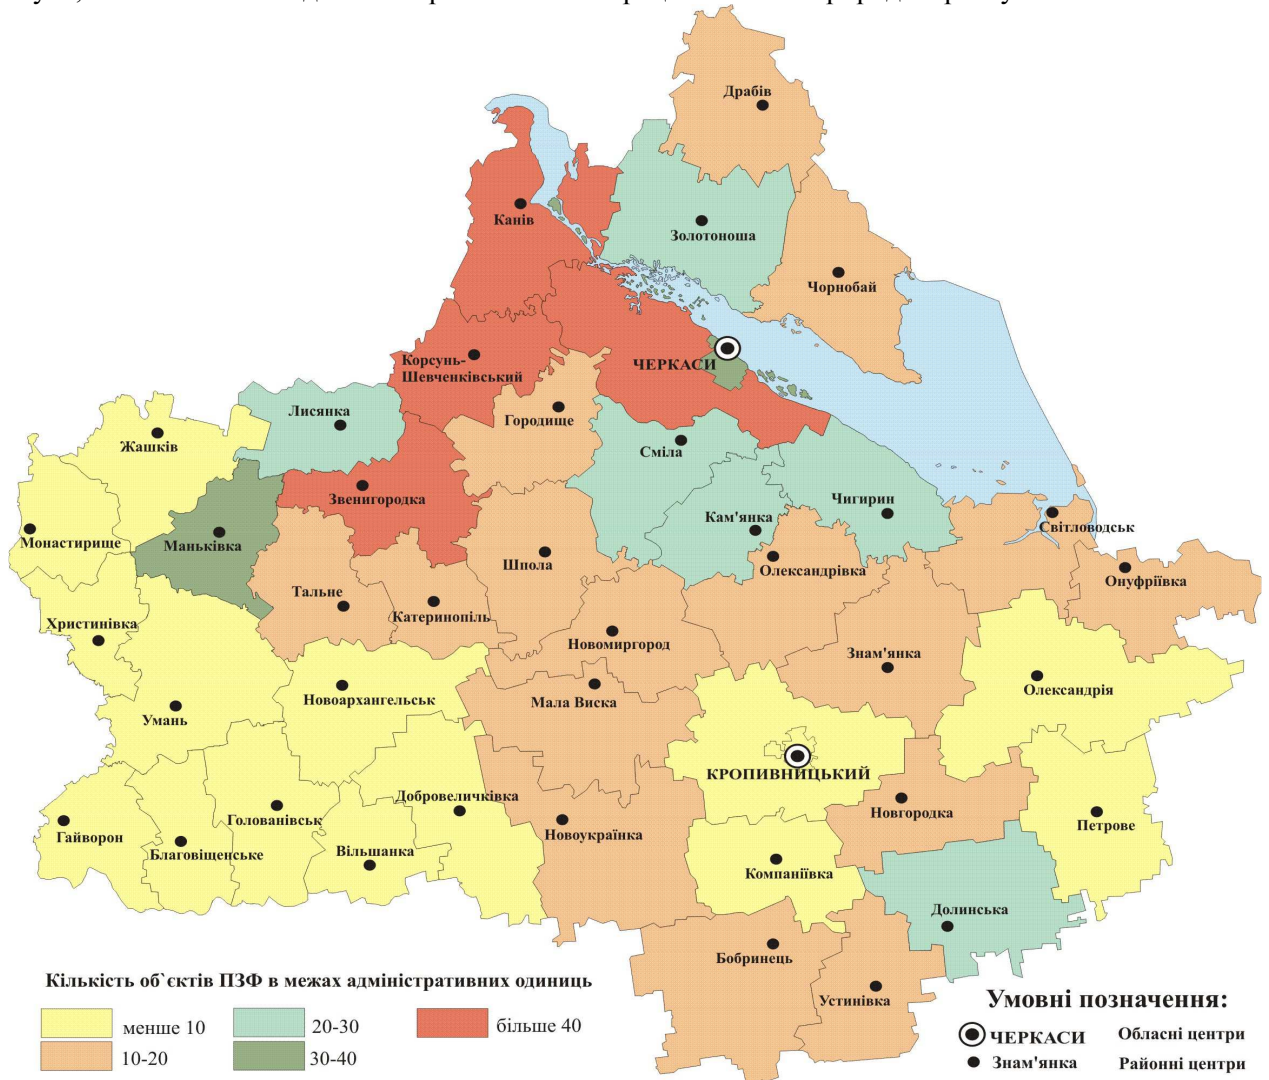 Драбів
Канів
Золотоноша
Чорнобай
Корсунь-
Шевченківський
ЧЕРКАСИ
Лисянка
Городище
Жашків
Сміла
Звенигородка
Чигирин
Кам'янка
Світловодськ
Монастирище
Маньківка
Шпола
Олександрівка
Онуфріївка
Тальне
Катеринопіль
Христинівка
Новомиргород
Знам'янка
Олександрія
Новоархангельськ
Мала Виска
Умань
КРОПИВНИЦЬКИЙ
Добровеличківка
Новгородка
Голованівськ
Петрове
Гайворон
Новоукраїнка
Благовіщенське
Вільшанка
Компаніївка
Долинська
Бобринець
Устинівка
Кількість об`єктів ПЗФ в межах адміністративних одиниць
менше 10
20-30
більше 40
10-20
30-40
Умовні позначення:
ЧЕРКАСИ Обласні центри
Знам'янка Районні центри